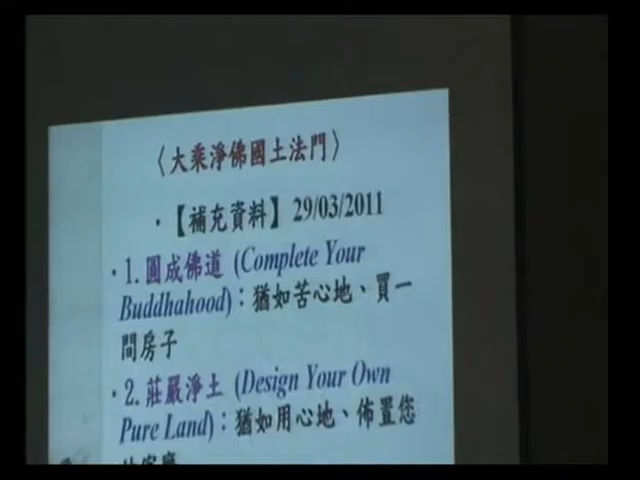 〈大乘淨佛國土法門〉
·【補充資料】29/03/2011
·1.圓成佛道 (Complete Your
Buddhahood)：猶如苦心地、買一
間房子
·2.莊嚴淨土 (Design Your Own
Pure Land)：猶如用心地、佈置您